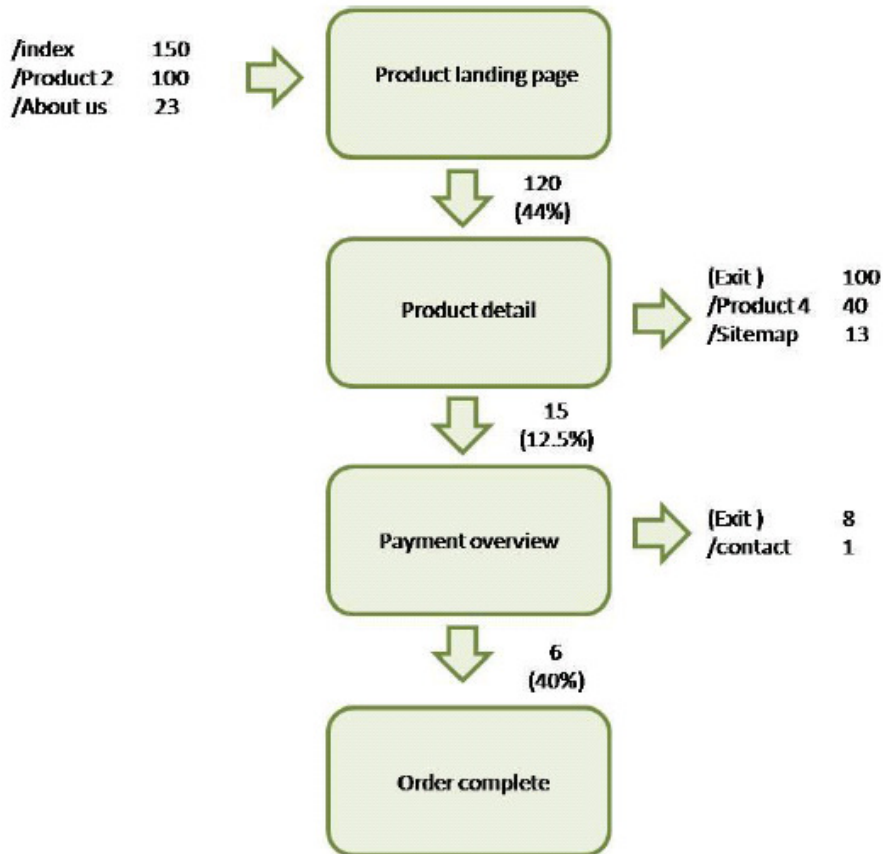 /index 150
/Product 2 100
/About us 23
Product landing page
120
(44%)
Product detail
(Exit ) 100
/Product 4 40
/Sitemap 13
15
(12.5%)
Payment overview
(Exit ) 8
/contact 1
6
(40%)
Order complete